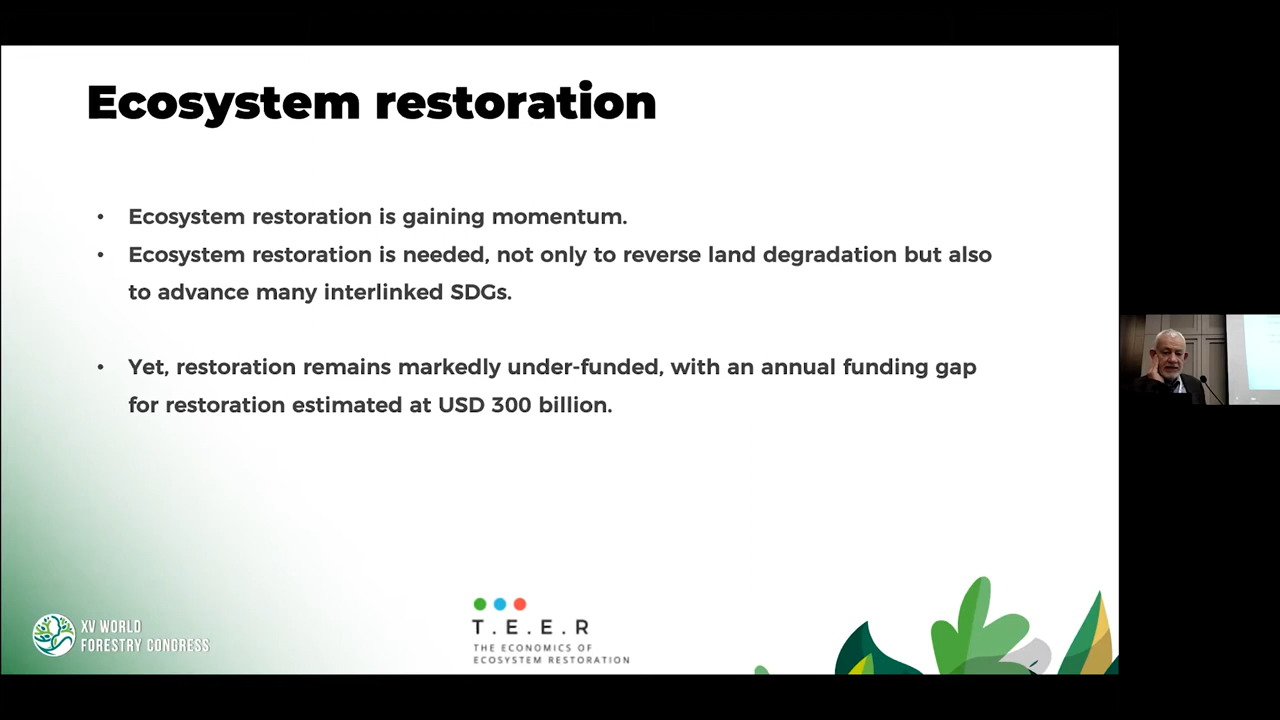 Ecosystem restoration
• Ecosystem restoration is gaining momentum.
• Ecosystem restoration is needed, not only to reverse land degradation but also
to advance many interlinked SDGs.
• Yet, restoration remains markedly under-funded, with an annual funding gap
for restoration estimated at USD 300 billion.
XV WORLD
FORESTRY CONGRESS
T.E.E.R
THE ECONOMICS OF
ECOSYSTEM RESTORATION